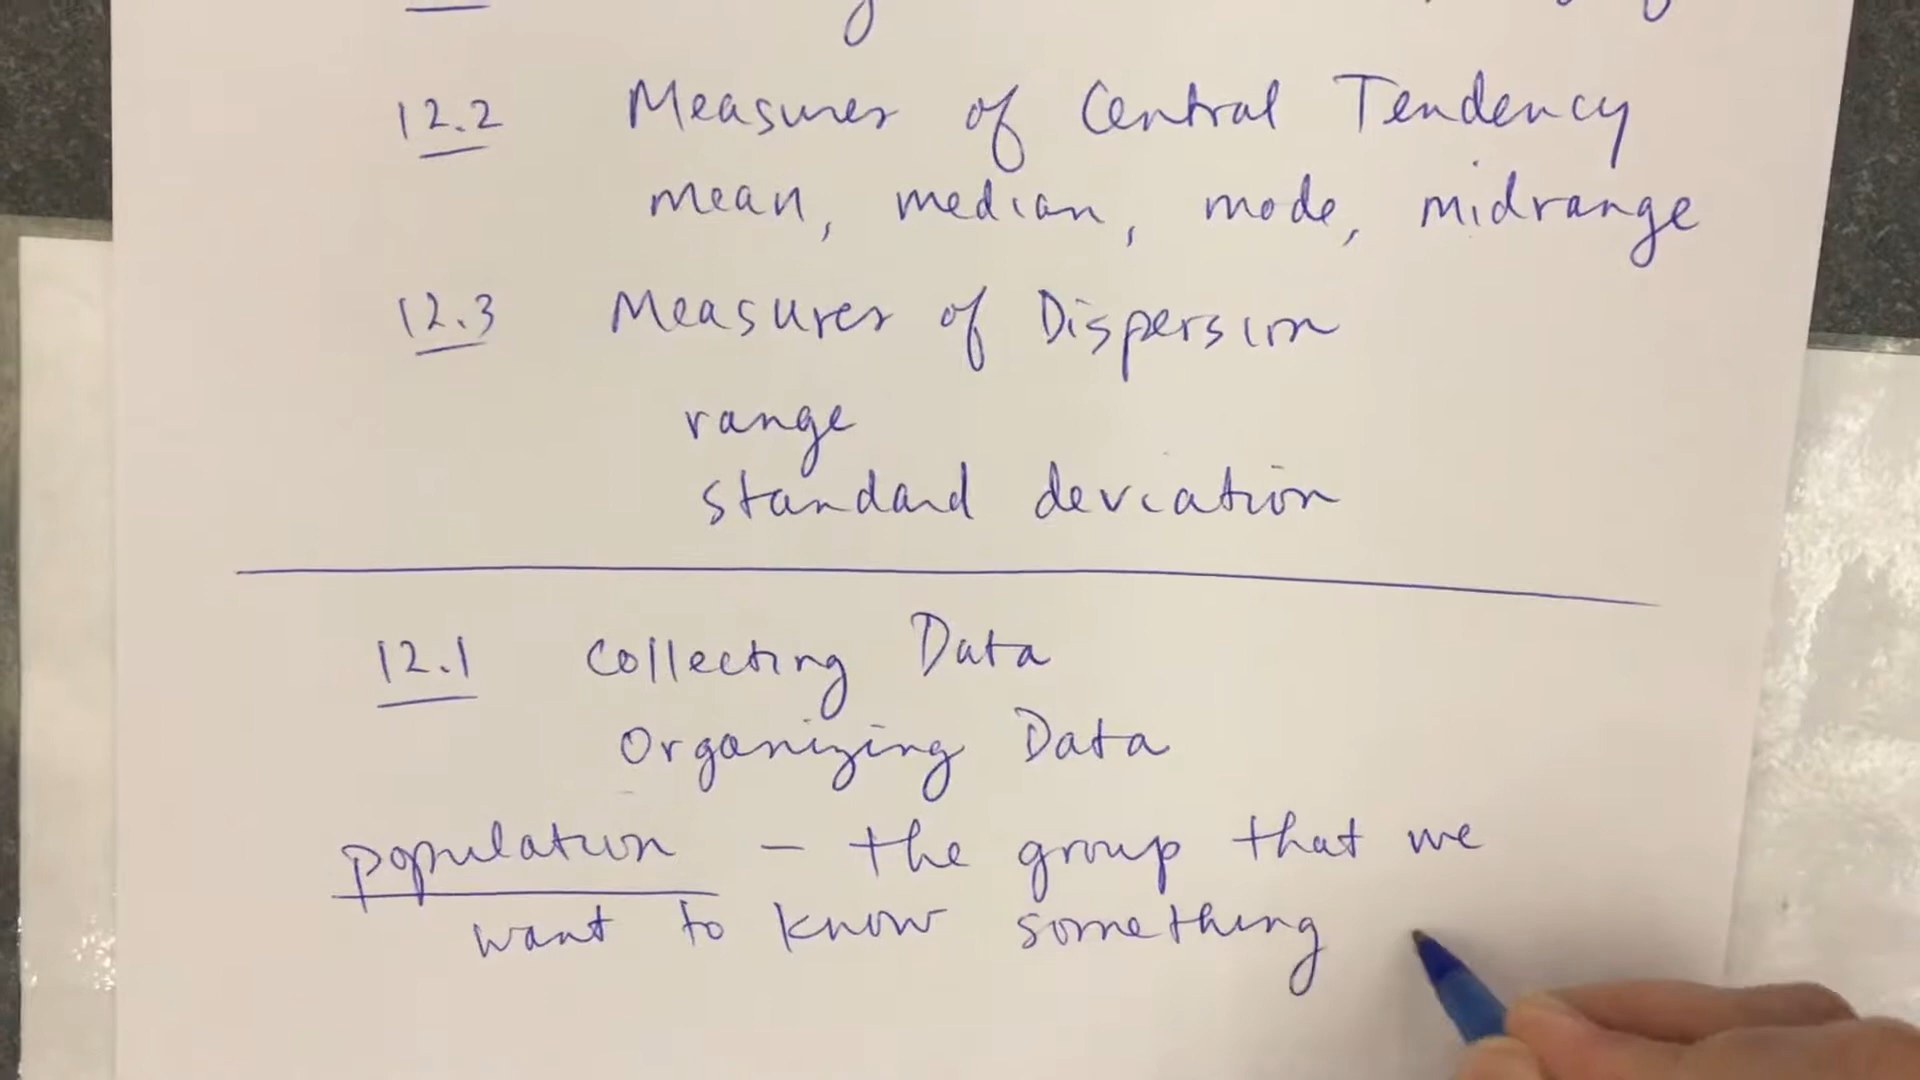 12.2 Measures of Central Tendency
mean, median, mode, midrange
12.3 Measures of Dispersion
range
standard deviation
12.1 Collecting Data
Organizing Data
population - the group that we
want to know something